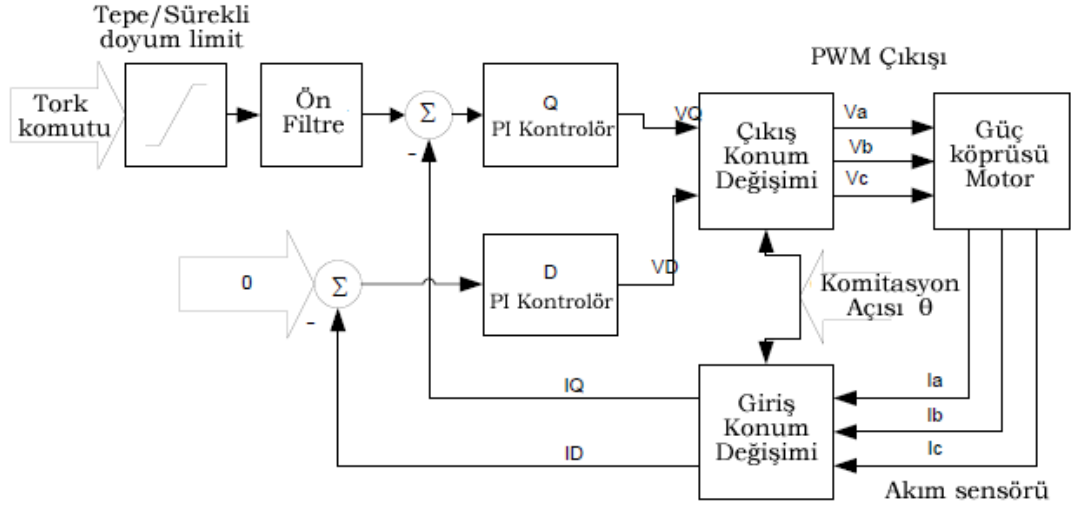 Tepe/Sürekli
doyum limit
PWM Çıkışı
Tork
komutu
Ön
Filtre
Σ
-
Q
PI Kontrolör
VQ
Çıkış
Konum
Değişimi
Va
Vb
Vc
Güç
köprüsü
Motor
0
Σ
-
D
PI Kontrolör
VD
Komitasyon
Açısı θ
IQ
ID
Giriş
Konum
Değişimi
Ia
Ib
Ic
Akım sensörü